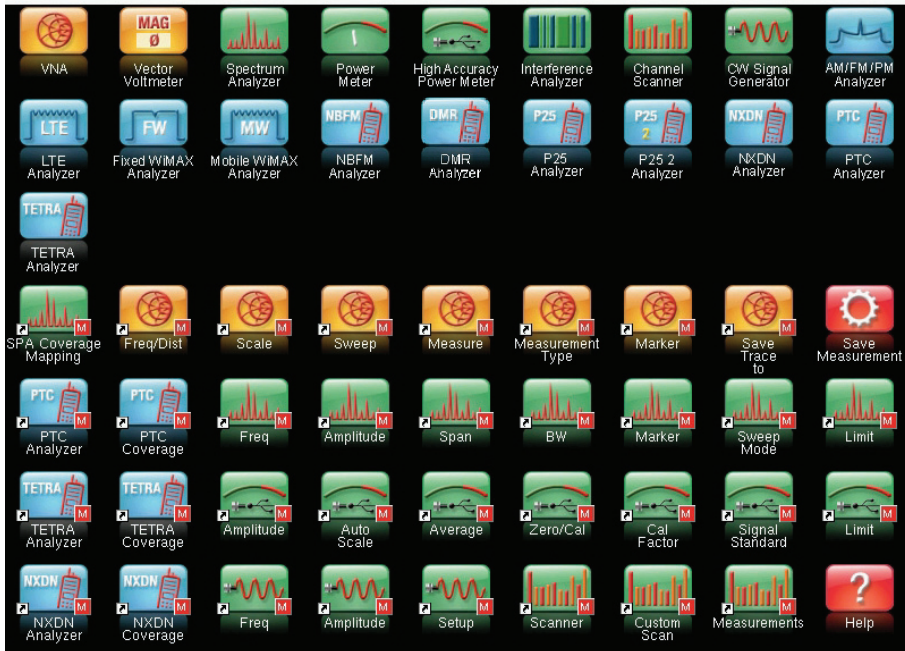 MAG
Ø
VNA
Vector
Voltmeter
Spectrum
Analyzer
Power
Meter
High Accuracy
Power Meter
Interference
Analyzer
Channel
Scanner
CW Signal
Generator
AM/FM/PM
Analyzer
LTE
FW
MW
NBFM
DMR
P25
P25
2
NXDN
PTC
LTE
Analyzer
Fixed WiMAX
Analyzer
Mobile WiMAX
Analyzer
NBFM
Analyzer
DMR
Analyzer
P25
Analyzer
P25 2
Analyzer
NXDN
Analyzer
PTC
Analyzer
TETRA
TETRA
Analyzer
M
M
M
M
M
M
M
M
SPA Coverage
Mapping
Freq/Dist
Scale
Sweep
Measure
Measurement
Type
Marker
Save
Trace
to
Save
Measurement
PTC
M
PTC
M
M
M
M
M
M
M
M
PTC
Analyzer
PTC
Coverage
Freq
Amplitude
Span
BW
Marker
Sweep
Mode
Limit
TETRA
M
TETRA
M
M
M
M
M
M
M
M
TETRA
Analyzer
TETRA
Coverage
Amplitude
Auto
Scale
Average
Zero/Cal
Cal
Factor
Signal
Standard
Limit
NXDN
M
NXDN
M
M
M
M
M
M
M
?
NXDN
Analyzer
NXDN
Coverage
Freq
Amplitude
Setup
Scanner
Custom
Scan
Measurements
Help